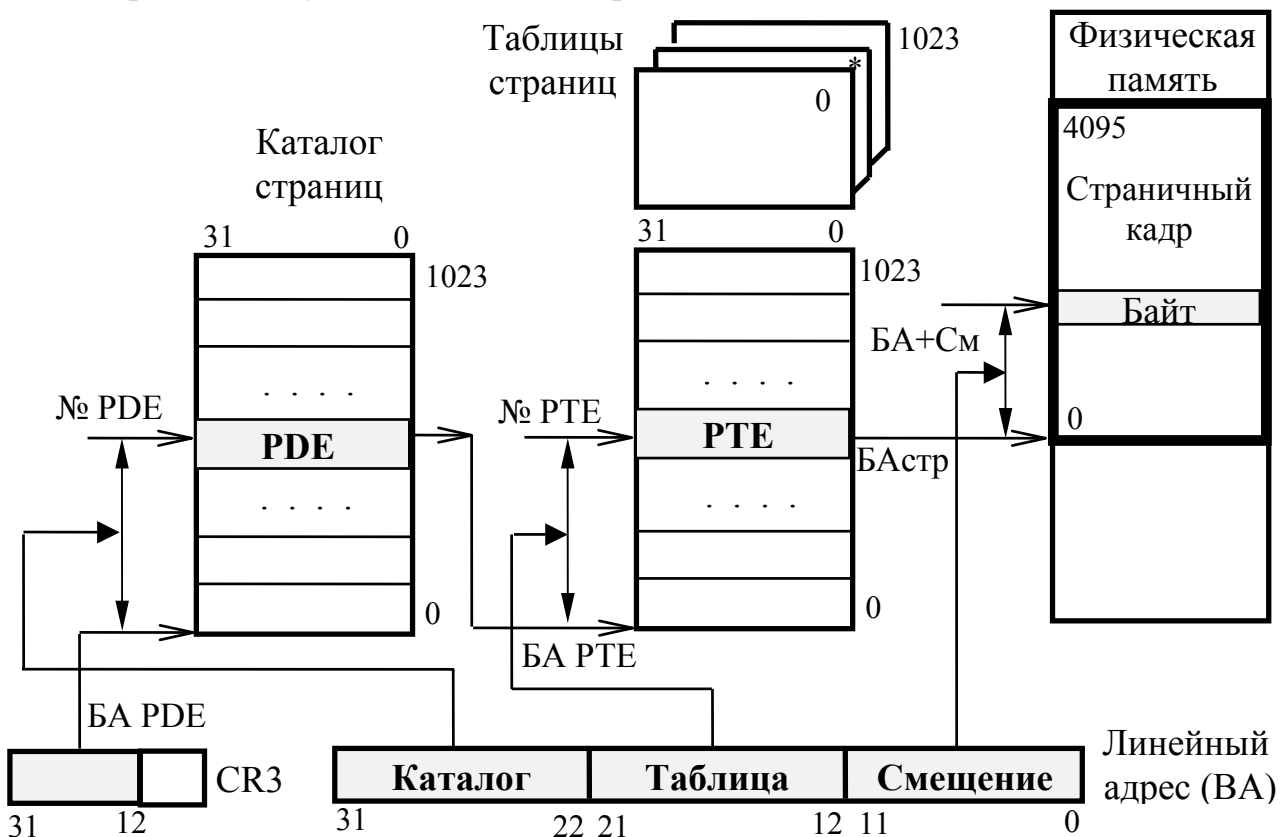 Таблицы
страниц
1023
*
0
Физическая
память
4095
Страничный
кадр
Байт
0
Каталог
страниц
31 0
1023
№ PDE
. . . .
PDE
. . . .
0
БА PDE
31 0
1023
№ PTE
. . . .
PTE
. . . .
0
БА PTE
БА+См
БАстр
CR3
31 12
Каталог Таблица Смещение
31 22 21 12 11 0
Линейный
адрес (ВА)